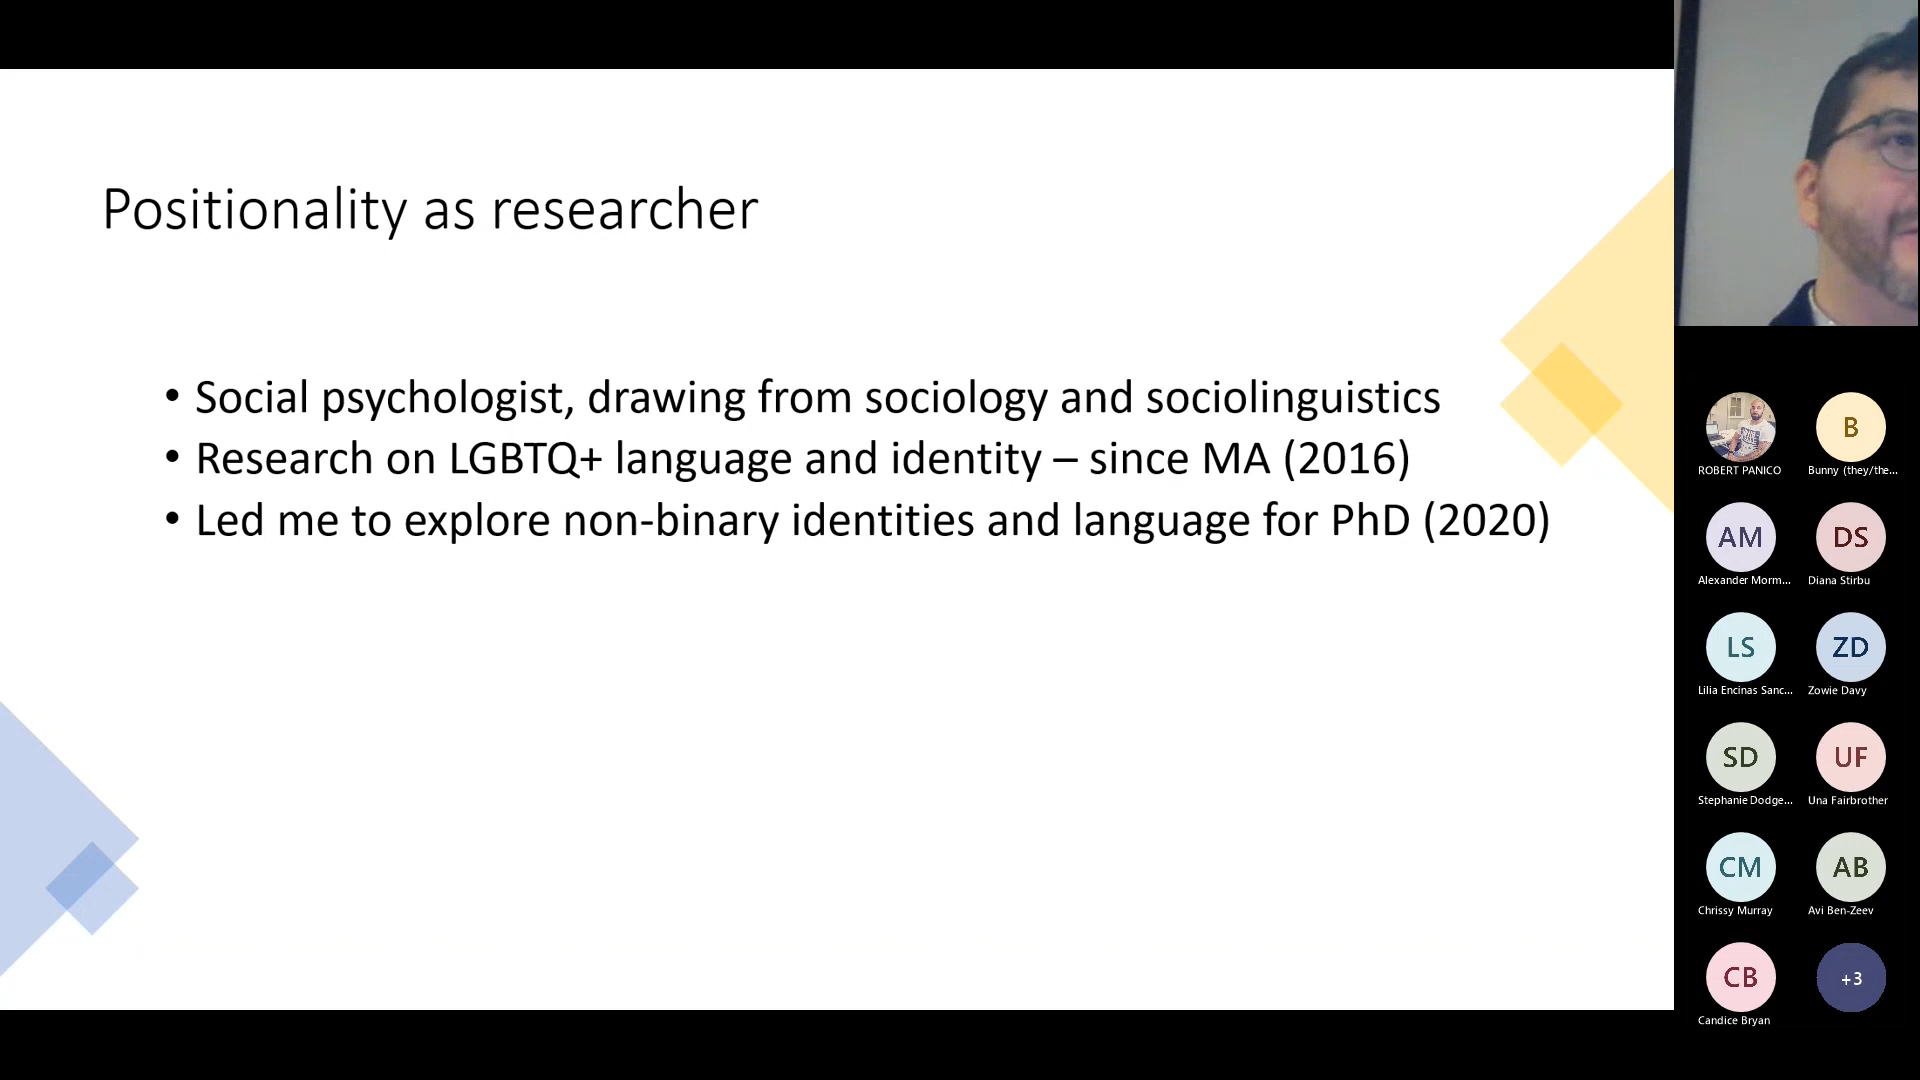 Positionality as researcher
• Social psychologist, drawing from sociology and sociolinguistics
• Research on LGBTQ+ language and identity – since MA (2016)
• Led me to explore non-binary identities and language for PhD (2020)
ROBERT PANICO
B
Bunny (they/the...
AM
Alexander Morm...
DS
Diana Stirbu
LS
Lilia Encinas Sanc...
ZD
Zowie Davy
SD
Stephanie Dodge...
UF
Una Fairbrother
CM
Chrissy Murray
AB
Avi Ben-Zeev
CB
Candice Bryan
+3